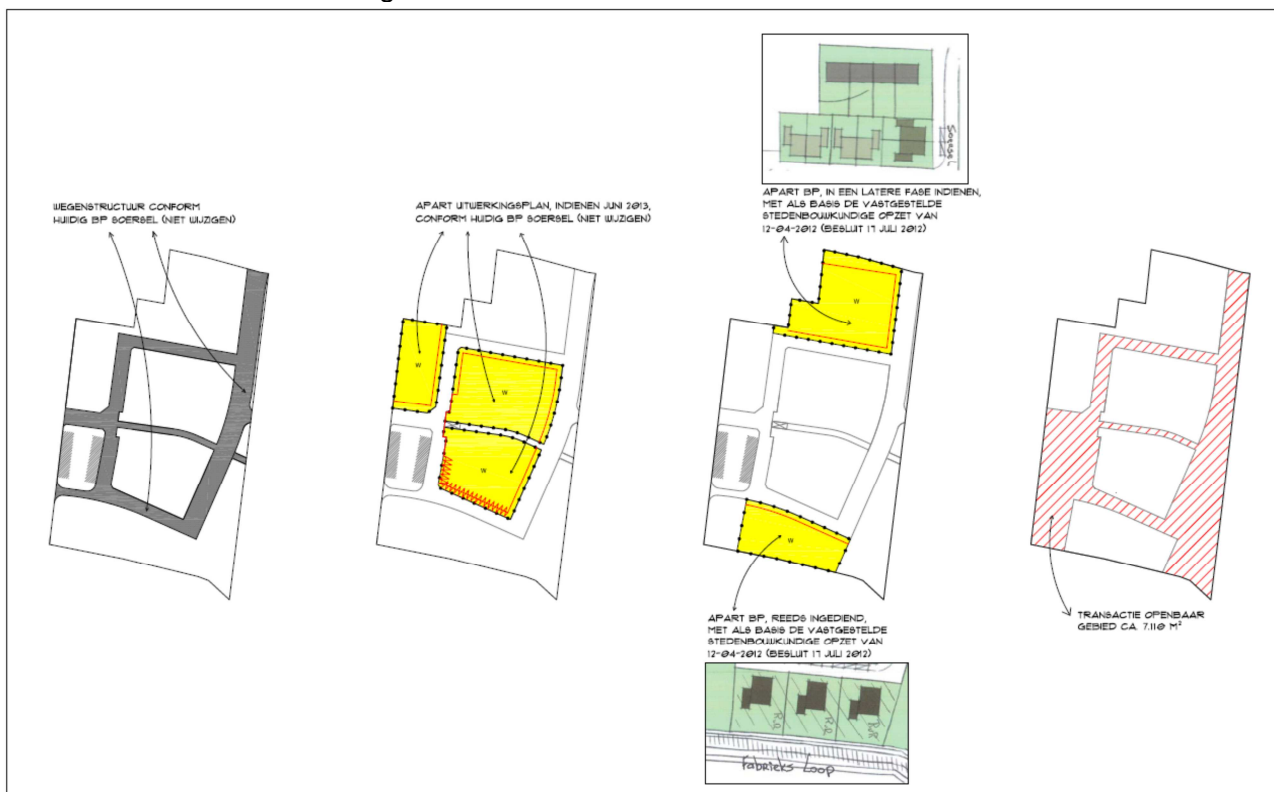 WEGENSTRUCTUUR CONFORM
HUIDIG BP SOERSEL (NIET WIJZIGEN)
APART UITWERKINGSPLAN, INDIENEN JUNI 2013,
CONFORM HUIDIG BP SOERSEL (NIET WIJZIGEN)
W
W
W
Soersel
APART BP, IN EEN LATERE FASE INDIENEN,
MET ALS BASIS DE VASTGESTELDE
STEDENBOUWKUNDIGE OPZET VAN
12-04-2012 (BESLUIT 17 JULI 2012)
W
W
APART BP, REEDS INGEDIEND,
MET ALS BASIS DE VASTGESTELDE
STEDENBOUWKUNDIGE OPZET VAN
12-04-2012 (BESLUIT 17 JULI 2012)
Fabrieks Loop
TRANSACTIE OPENBAAR
GEBIED CA. 7.110 M²